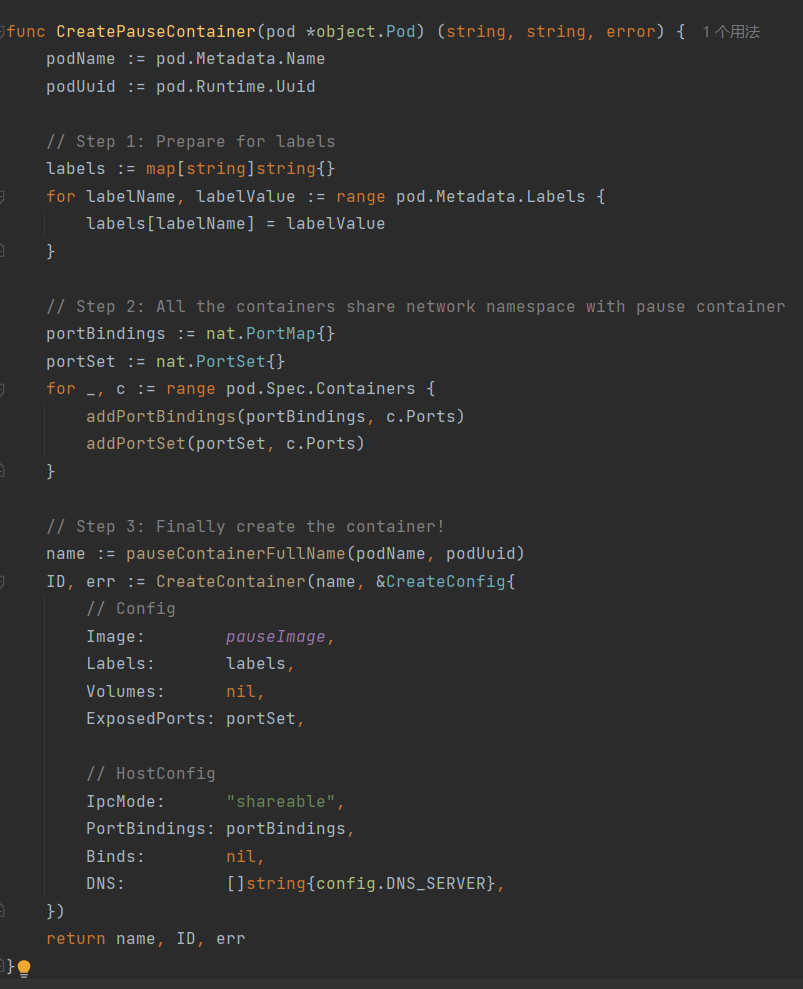 func CreatePauseContainer(pod *object.Pod) (string, string, error) { 1 个用法
    podName := pod.Metadata.Name
    podUuid := pod.Runtime.Uuid

    // Step 1: Prepare for labels
    labels := map[string]string{}
    for labelName, labelValue := range pod.Metadata.Labels {
        labels[labelName] = labelValue
    }

    // Step 2: All the containers share network namespace with pause container
    portBindings := nat.PortMap{}
    portSet := nat.PortSet{}
    for _, c := range pod.Spec.Containers {
        addPortBindings(portBindings, c.Ports)
        addPortSet(portSet, c.Ports)
    }

    // Step 3: Finally create the container!
    name := pauseContainerFullName(podName, podUuid)
    ID, err := CreateContainer(name, &CreateConfig{
        // Config
        Image:        pauseImage,
        Labels:       labels,
        Volumes:      nil,
        ExposedPorts: portSet,

        // HostConfig
        IpcMode:      "shareable",
        PortBindings: portBindings,
        Binds:        nil,
        DNS:          []string{config.DNS_SERVER},
    })
    return name, ID, err
}